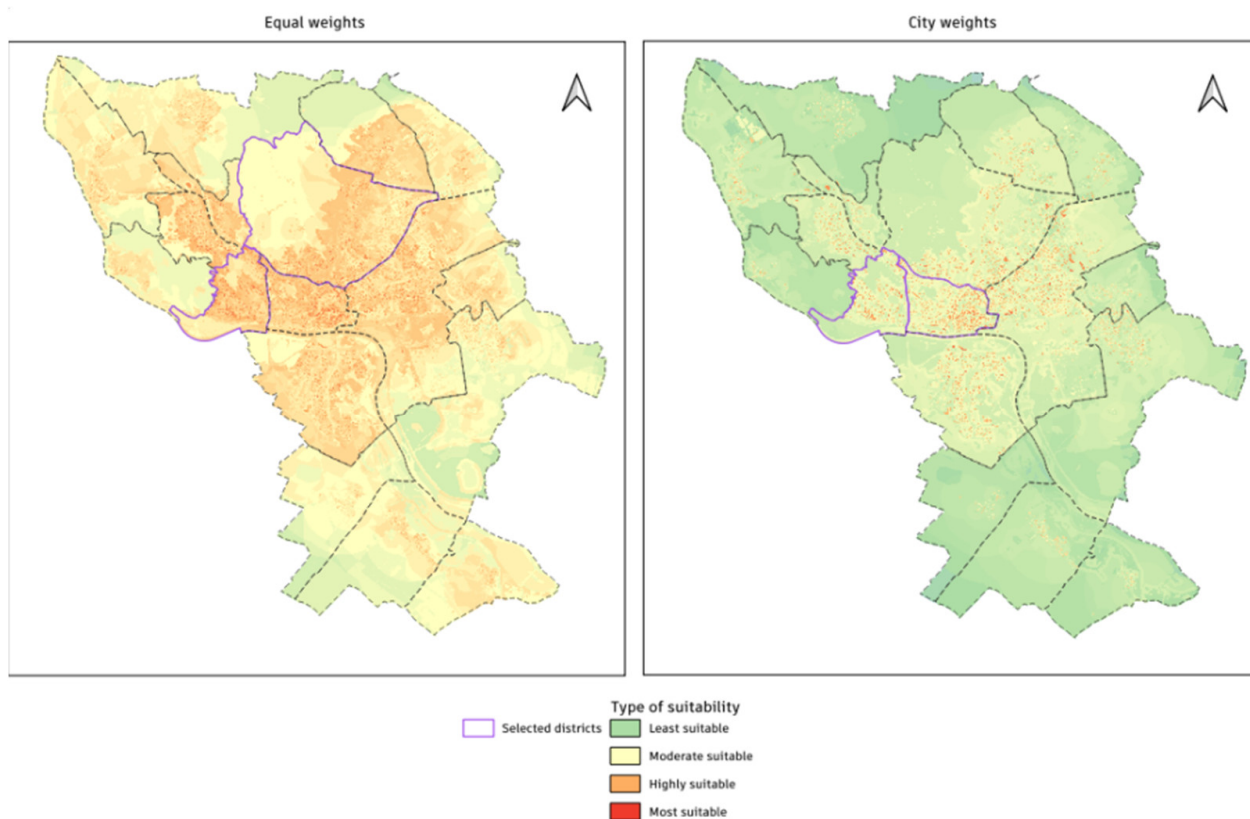 Equal weights
City weights
Type of suitability
Selected districts
Least suitable
Moderate suitable
Highly suitable
Most suitable